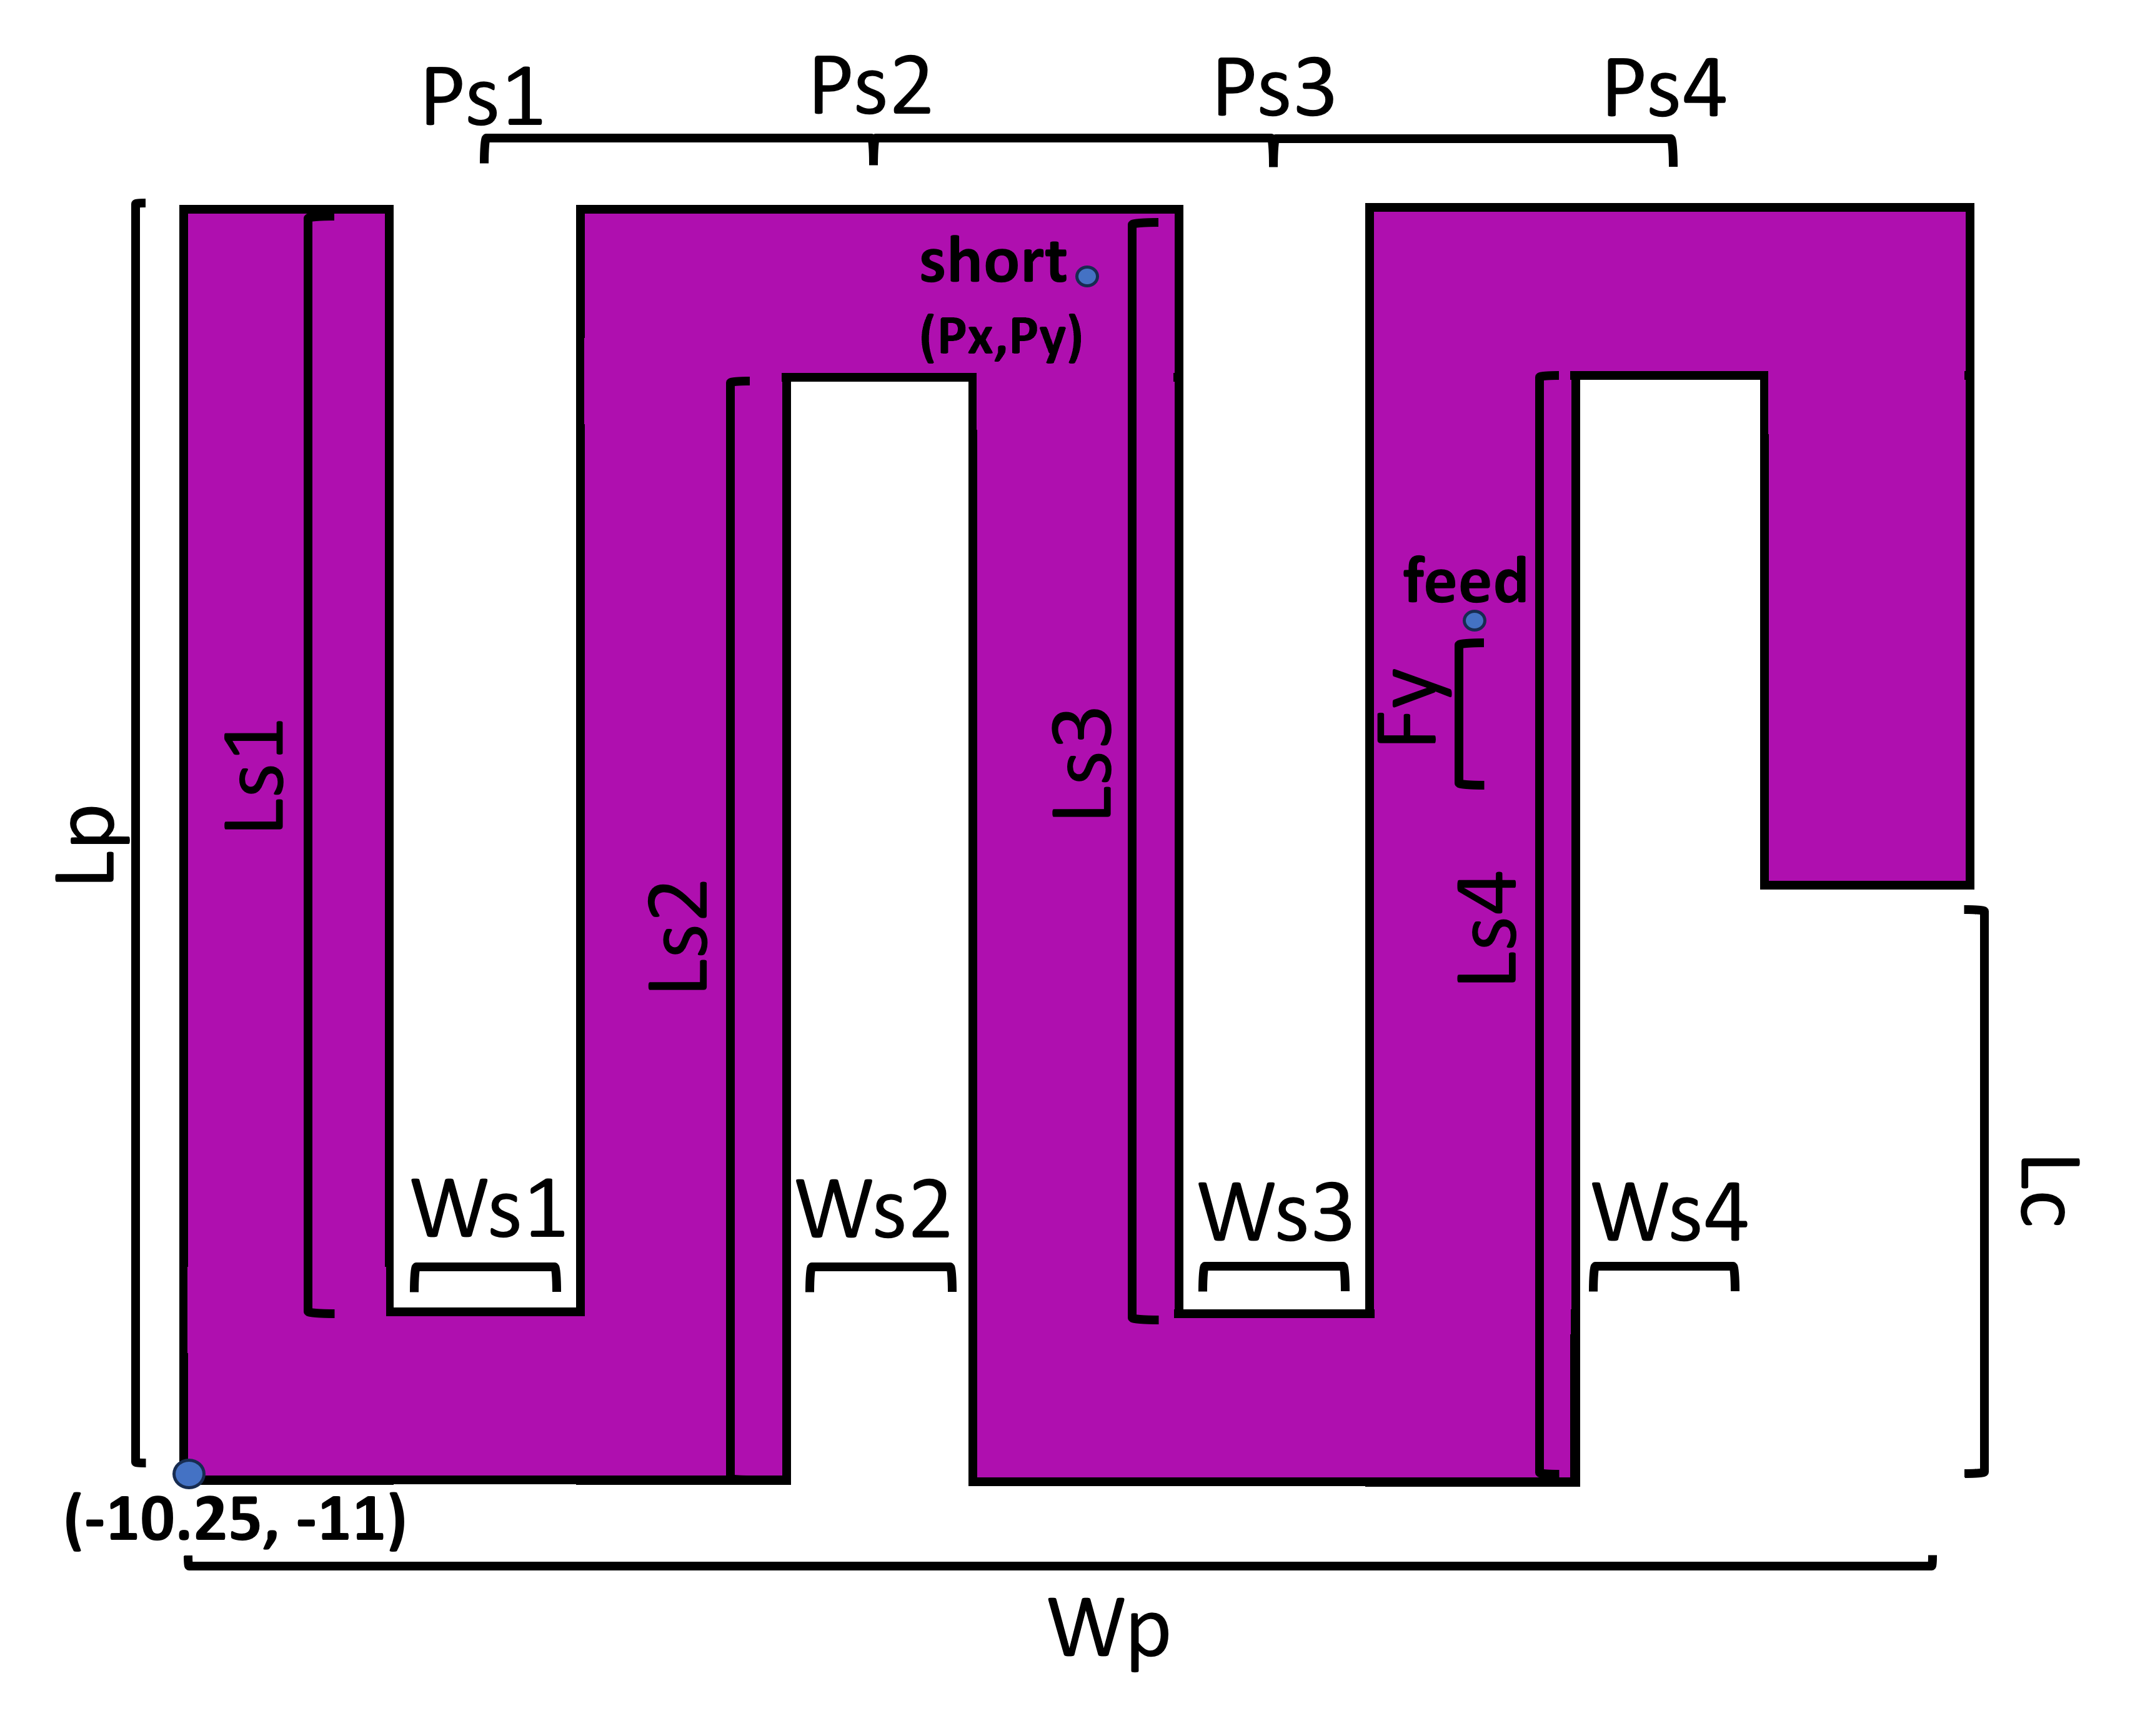 Ps1
Ps2
Ps3
Ps4
short
(Px,Py)
feed
Fy
Ls1
Ls3
Lp
Ls2
Ls4
Ws1
Ws2
Ws3
Ws4
Lc
(-10.25, -11)
Wp